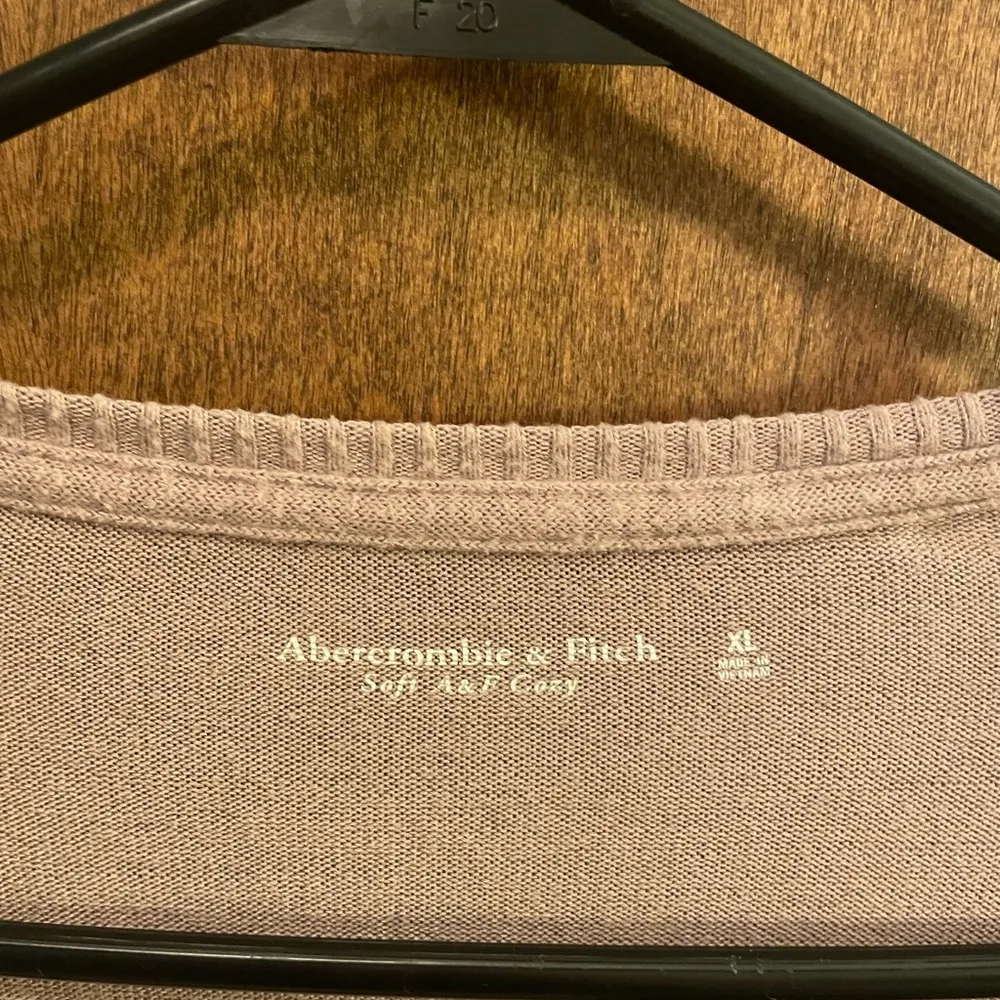 F 20
Abercrombie & Fitch
Soft A&F Cozy
XL
MADE IN
VIETNAM